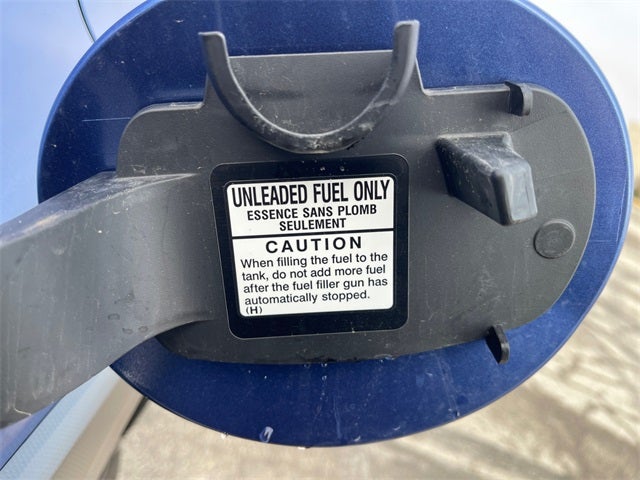 UNLEADED FUEL ONLY
ESSENCE SANS PLOMB
SEULEMENT
CAUTION
When filling the fuel to the
tank, do not add more fuel
after the fuel filler gun has
automatically stopped.
(H)